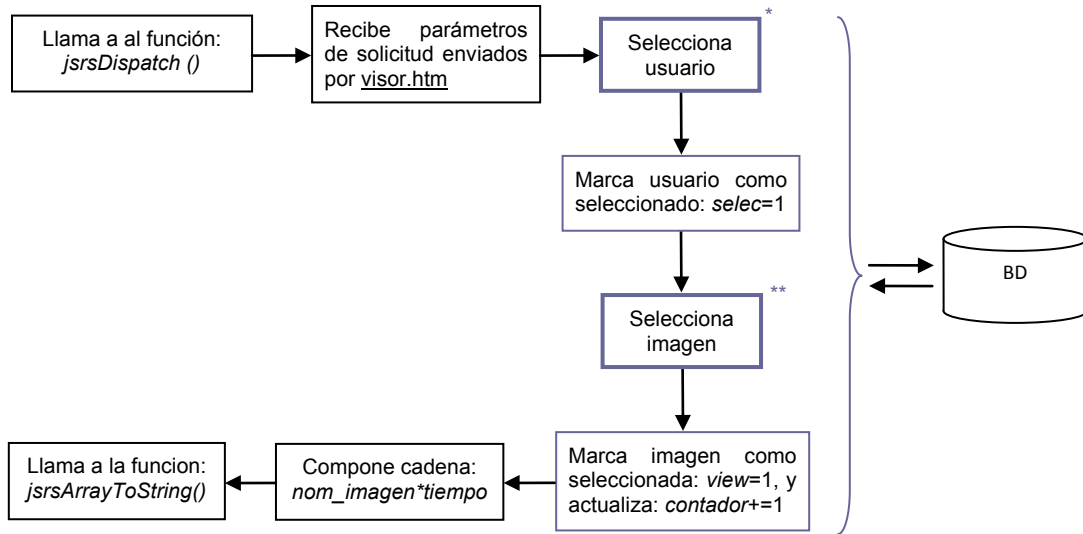 Llama a al función:
jsrsDispatch ()
Recibe parámetros
de solicitud enviados
por visor.htm
*
Selecciona
usuario
Marca usuario como
seleccionado: selec=1
**
Selecciona
imagen
BD
Marca imagen como
seleccionada: view=1, y
actualiza: contador+=1
Compone cadena:
nom_imagen*tiempo
Llama a la funcion:
jsrsArrayToString()